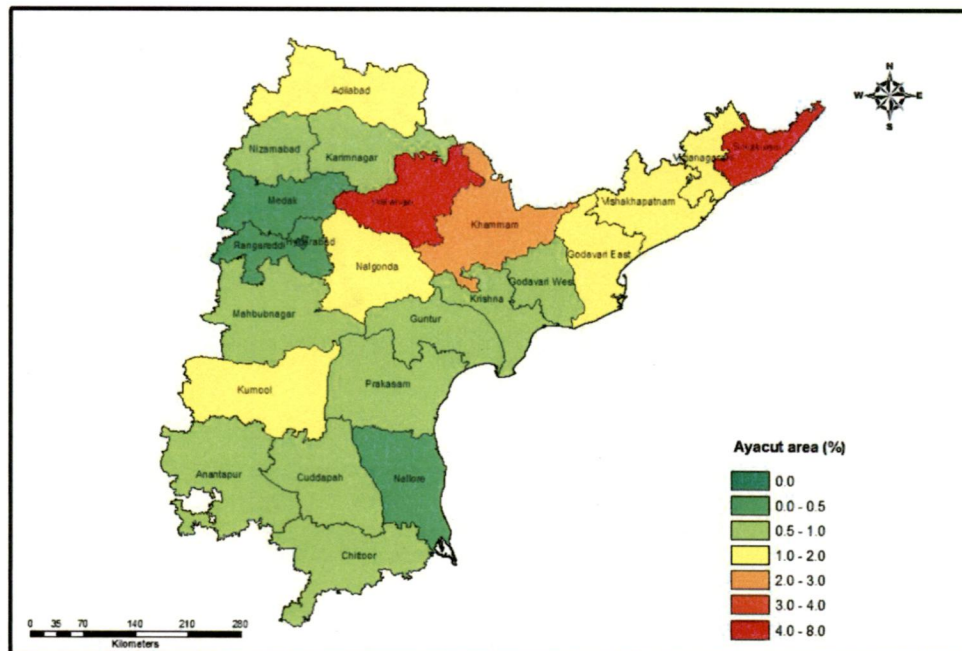 N
W E
S
Adilabad
Nizamabad
Karimnagar
Medak
Khammam
Vishakhapatnam
Rangareddi
Nalgonda
Godavari East
Godavari West
Krishna
Mahbubnagar
Guntur
Prakasam
Kurnool
Anantapur
Cuddapah
Nallore
Chittoor
Ayacut area (%)
0.0
0.0 - 0.5
0.5 - 1.0
1.0 - 2.0
2.0 - 3.0
3.0 - 4.0
4.0 - 8.0
0 35 70 140 210 280
Kilometers